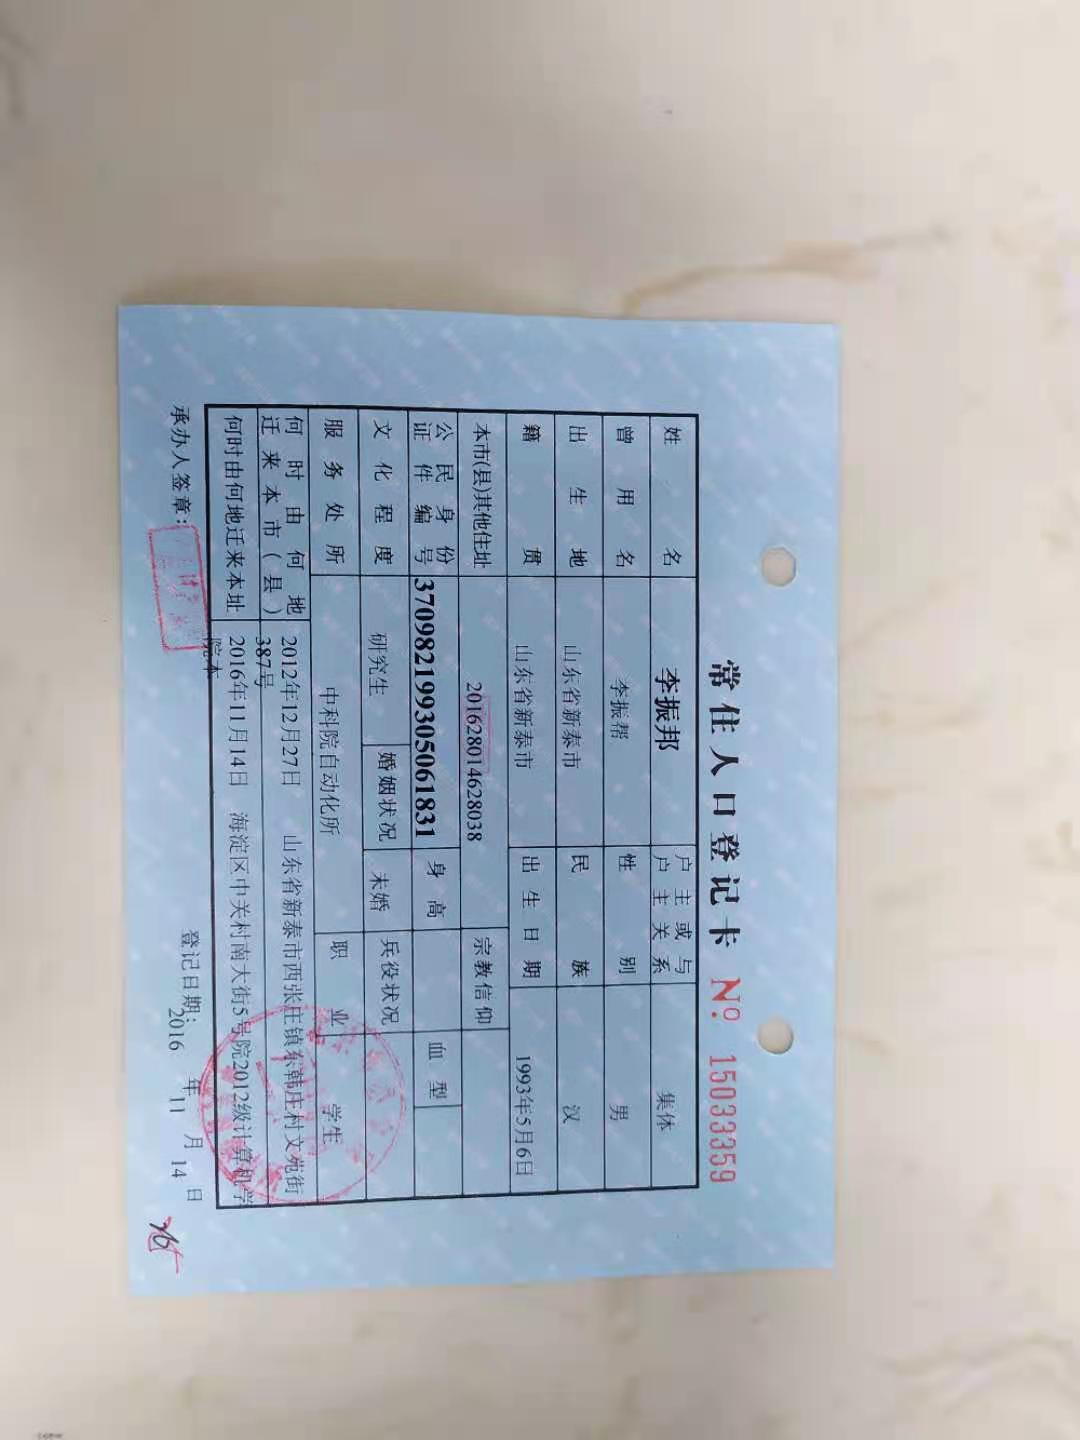 常住人口登记卡 No. 15033359
姓名 李振邦 户主或与户主关系 集体
曾用名 李振帮 性别 男
出生地 山东省新泰市 民族 汉
籍贯 山东省新泰市 出生日期 1993年5月6日
本市(县)其他住址 201628014628038 宗教信仰
公民身份证件编号 370982199305061831 身高 血型
文化程度 研究生 婚姻状况 未婚 兵役状况
服务处所 中科院自动化所 职业 学生
何时由何地迁来本市(县) 2012年12月27日 山东省新泰市西张庄镇东韩庄村文苑街
387号
何时由何地迁来本址 2016年11月14日 海淀区中关村南大街5号院2012级计算机学
院本
承办人签章: 登记日期: 2016 年 11 月 14 日